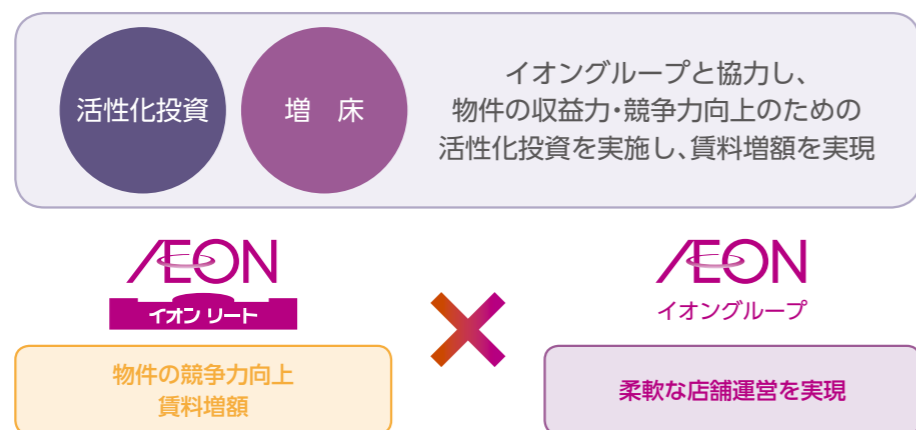 活性化投資
増 床
イオングループと協力し、
物件の収益力・競争力向上のための
活性化投資を実施し、賃料増額を実現
ÆON
イオン リート
物件の競争力向上
賃料増額
ÆON
イオングループ
柔軟な店舗運営を実現